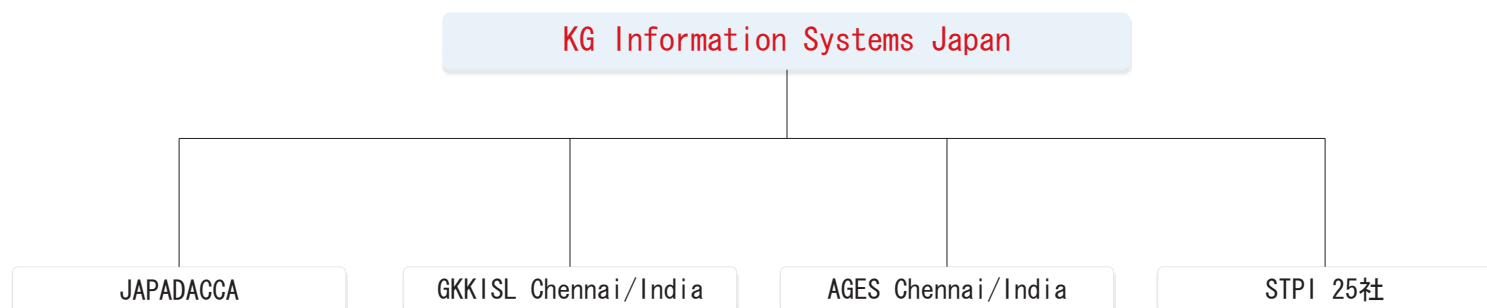 KG Information Systems Japan
JAPADACCA
GKKISL Chennai/India
AGES Chennai/India
STPI 25社